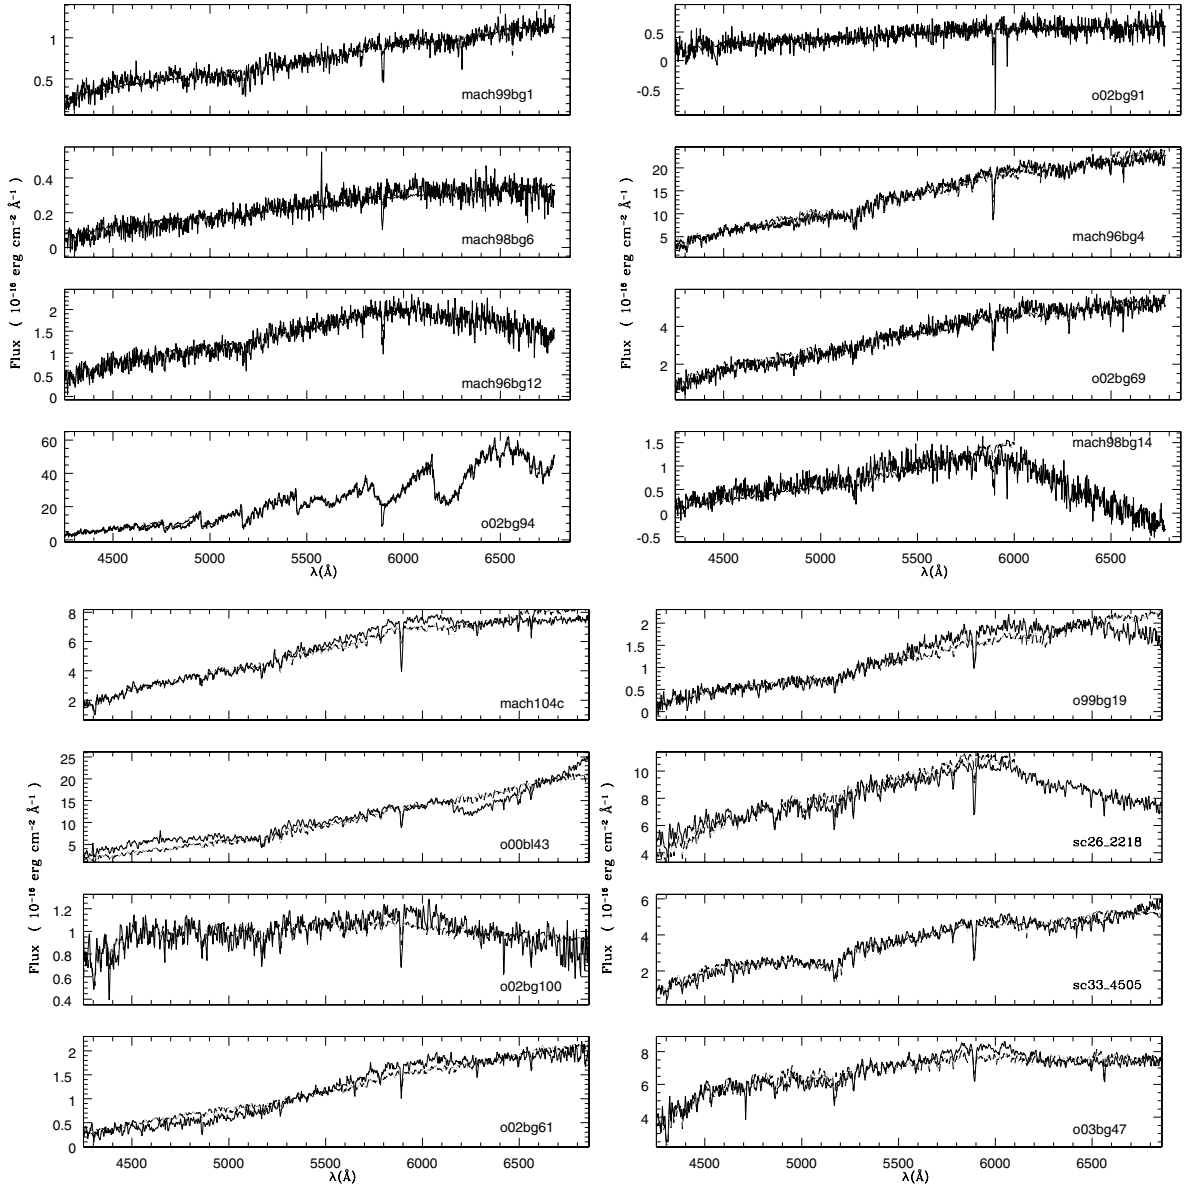 1
0.5
mach99bg1
0.5
0
-0.5
o02bg91
0.4
0.2
0
mach98bg6
20
15
10
5
mach96bg4
2
1.5
1
0.5
0
mach96bg12
4
2
o02bg69
60
40
20
0
o02bg94
1.5
1
0.5
0
-0.5
mach98bg14
Flux ( 10⁻¹⁶ erg cm⁻² Å⁻¹ )
Flux ( 10⁻¹⁶ erg cm⁻² Å⁻¹ )
4500 5000 5500 6000 6500
λ(Å)
4500 5000 5500 6000 6500
λ(Å)
8
6
4
2
mach104c
2
1.5
1
0.5
0
o99bg19
25
20
15
10
5
o00bl43
10
8
6
4
sc26_2218
1.2
1
0.8
0.6
0.4
o02bg100
6
4
2
sc33_4505
2
1.5
1
0.5
0
o02bg61
8
6
4
o03bg47
Flux ( 10⁻¹⁶ erg cm⁻² Å⁻¹ )
Flux ( 10⁻¹⁶ erg cm⁻² Å⁻¹ )
4500 5000 5500 6000 6500
λ(Å)
4500 5000 5500 6000 6500
λ(Å)